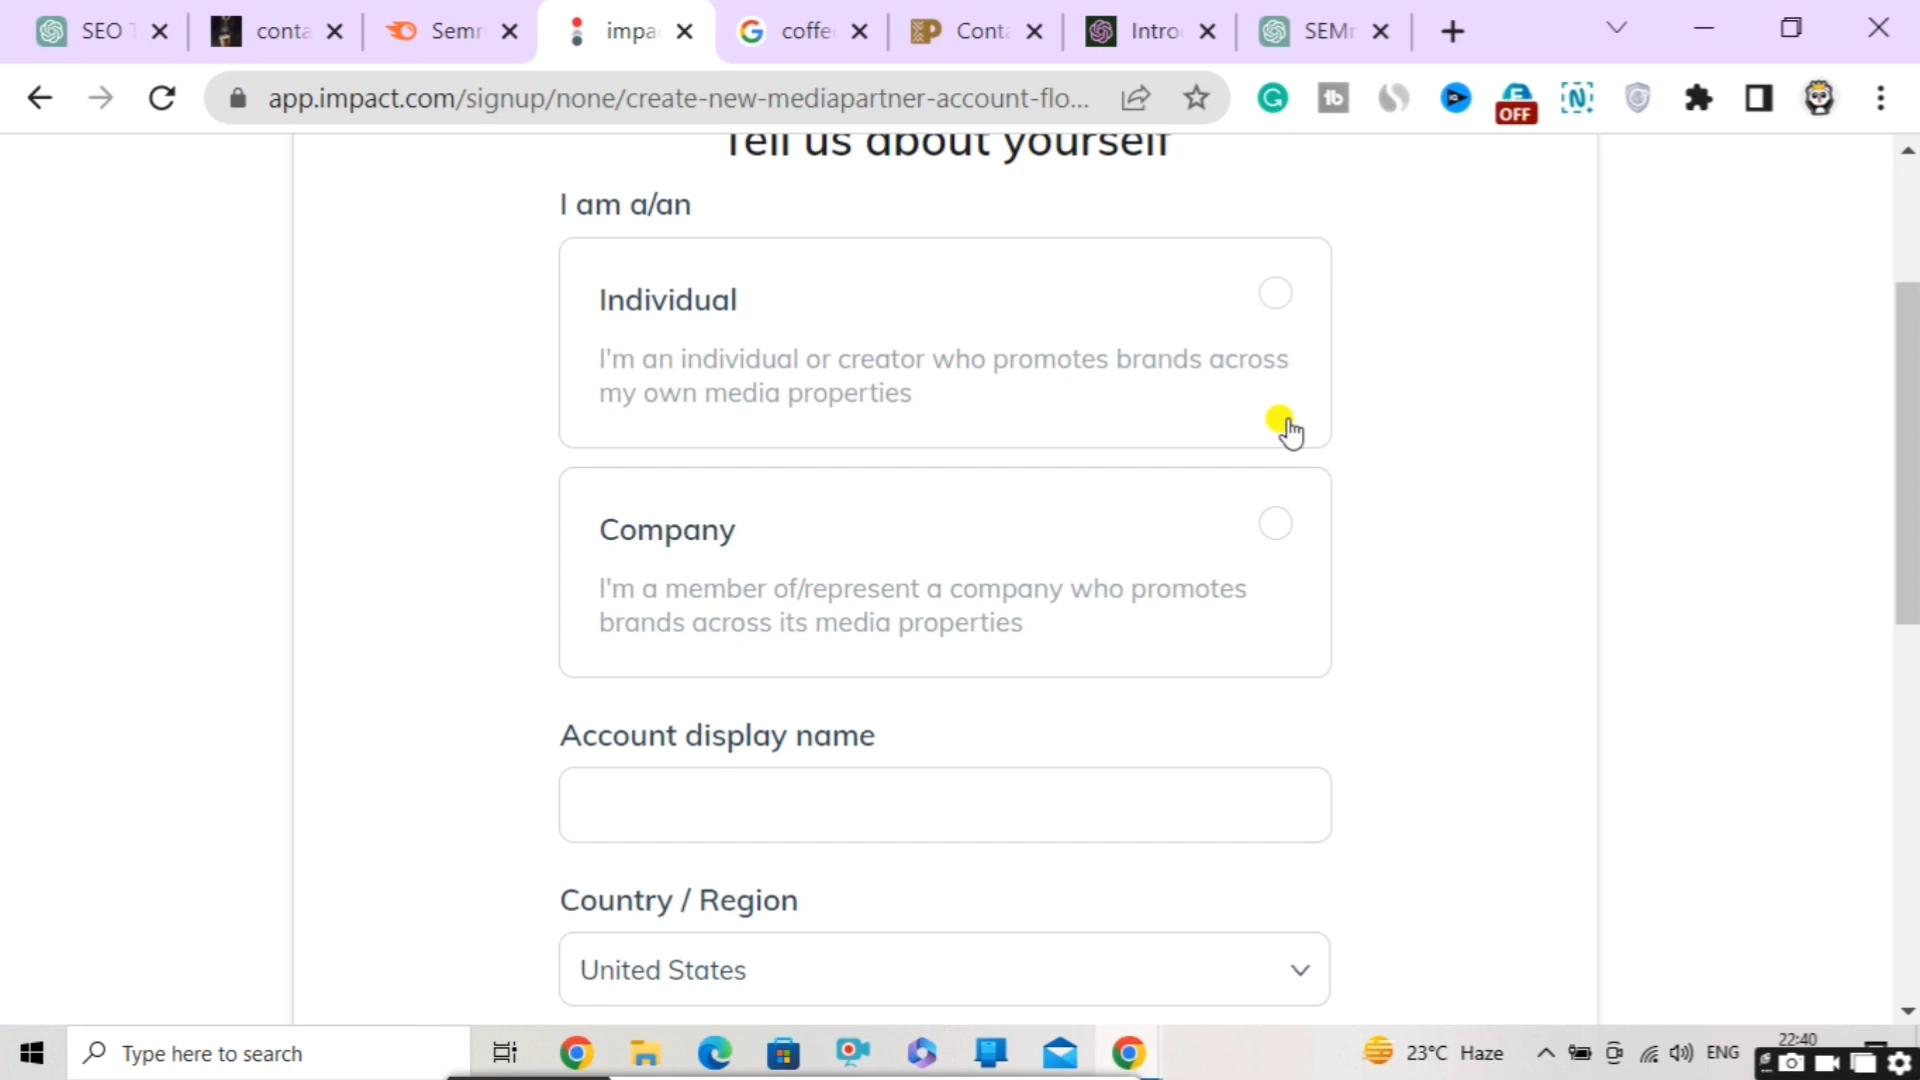 SEO
conta
Semr
impa
coffe
Conta
Intro
SEMr
app.impact.com/signup/none/create-new-mediapartner-account-flo...
OFF
Tell us about yourself
I am a/an
Individual
I'm an individual or creator who promotes brands across
my own media properties
Company
I'm a member of/represent a company who promotes
brands across its media properties
Account display name
Country / Region
United States
Type here to search
23°C Haze
ENG
22:40